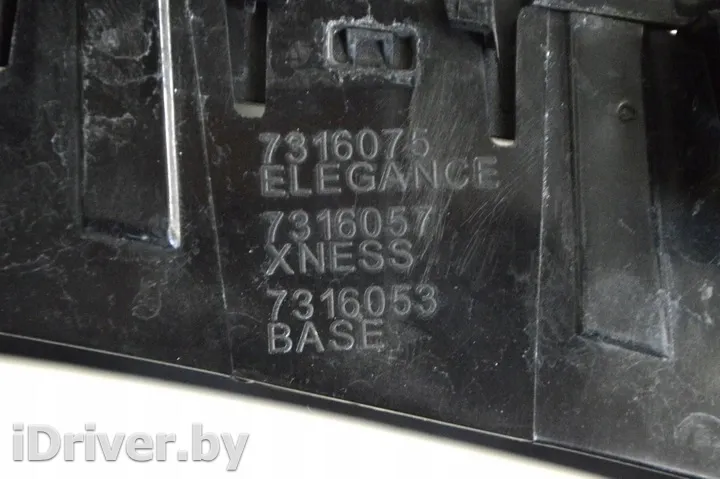 7316075
ELEGANCE
7316057
XNESS
7316053
BASE
iDriver.by